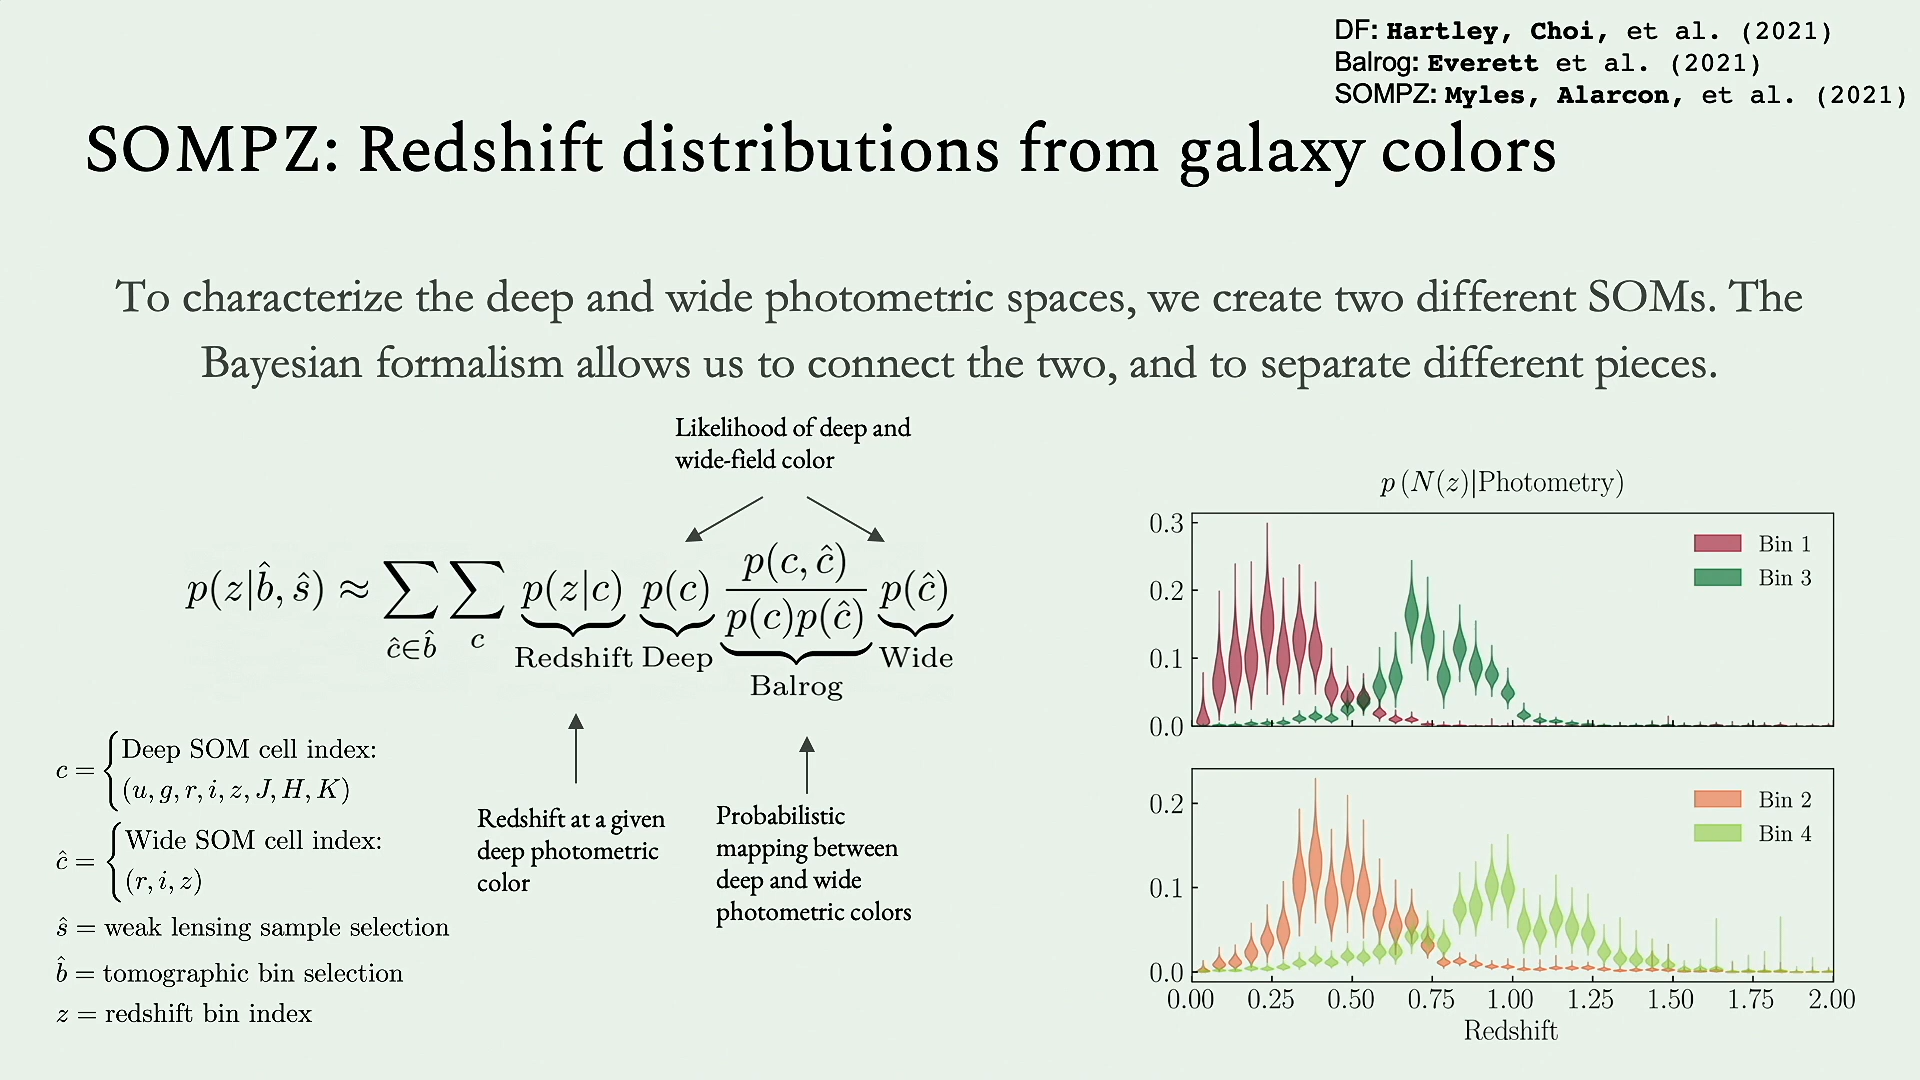 DF: Hartley, Choi, et al. (2021)
Balrog: Everett et al. (2021)
SOMPZ: Myles, Alarcon, et al. (2021)
SOMPZ: Redshift distributions from galaxy colors
To characterize the deep and wide photometric spaces, we create two different SOMs. The
Bayesian formalism allows us to connect the two, and to separate different pieces.
Likelihood of deep and
wide-field color
p(z|b̂, ŝ) ≈ ∑_{ĉ∈b̂} ∑_c p(z|c) p(c) p(c, ĉ) / p(c)p(ĉ) p(ĉ)
Redshift Deep Balrog Wide
Redshift at a given
deep photometric
color
Probabilistic
mapping between
deep and wide
photometric colors
c = { Deep SOM cell index:
(u, g, r, i, z, J, H, K)
ĉ = { Wide SOM cell index:
(r, i, z)
ŝ = weak lensing sample selection
b̂ = tomographic bin selection
z = redshift bin index
p (N(z)|Photometry)
0.3
0.2
0.1
0.0
Bin 1
Bin 3
0.2
0.1
0.0
Bin 2
Bin 4
0.00 0.25 0.50 0.75 1.00 1.25 1.50 1.75 2.00
Redshift